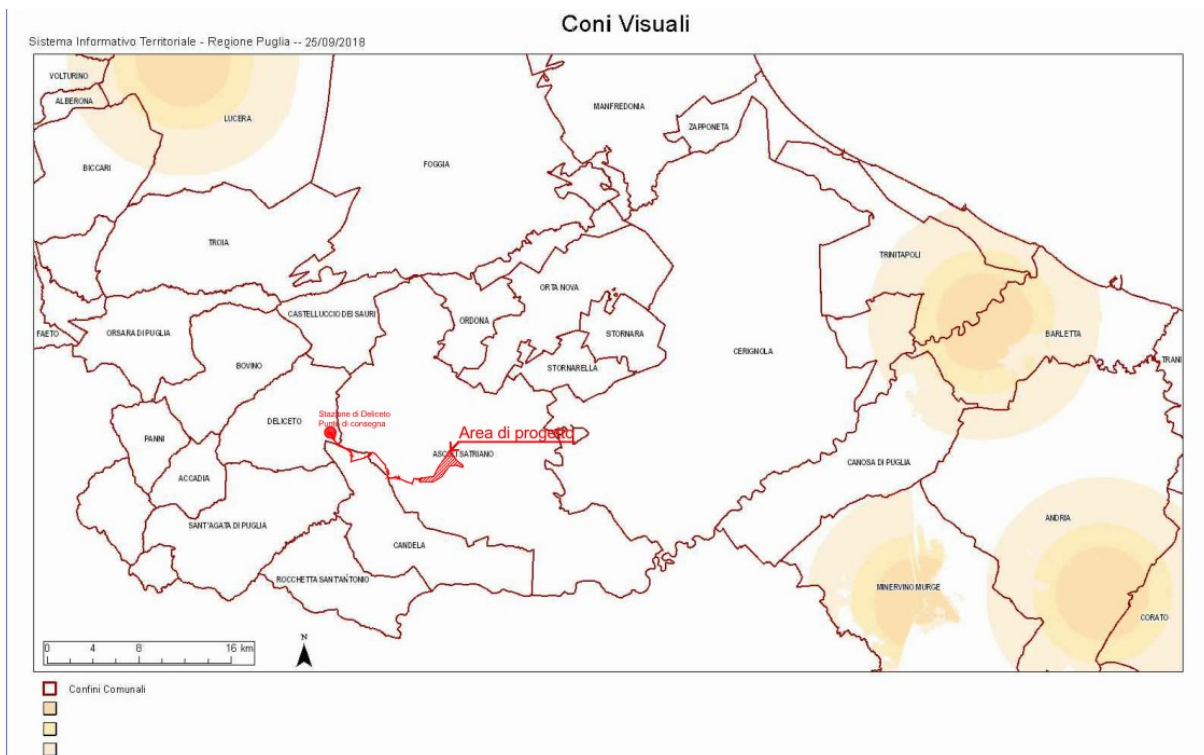 Coni Visuali
Sistema Informativo Territoriale - Regione Puglia -- 25/09/2018
VOLTURINO
ALBERONA
LUCERA
MANFREDONIA
ZAPPONETA
BICCARI
FOGGIA
TROIA
TRINITAPOLI
ORTA NOVA
CASTELLUCCIO DEI SAURI
ORDONA
FAETO
ORSARA DI PUGLIA
STORNARA
BARLETTA
CERIGNOLA
TRANI
BOVINO
STORNARELLA
Stazione di Deliceto
Punto di consegna
DELICETO
Area di progetto
PANNI
ASCOLI SATRIANO
CANOSA DI PUGLIA
ACCADIA
SANT'AGATA DI PUGLIA
ANDRIA
CANDELA
ROCCHETTA SANT'ANTONIO
MINERVINO MURGE
CORATO
N
0 4 8 16 km
Confini Comunali